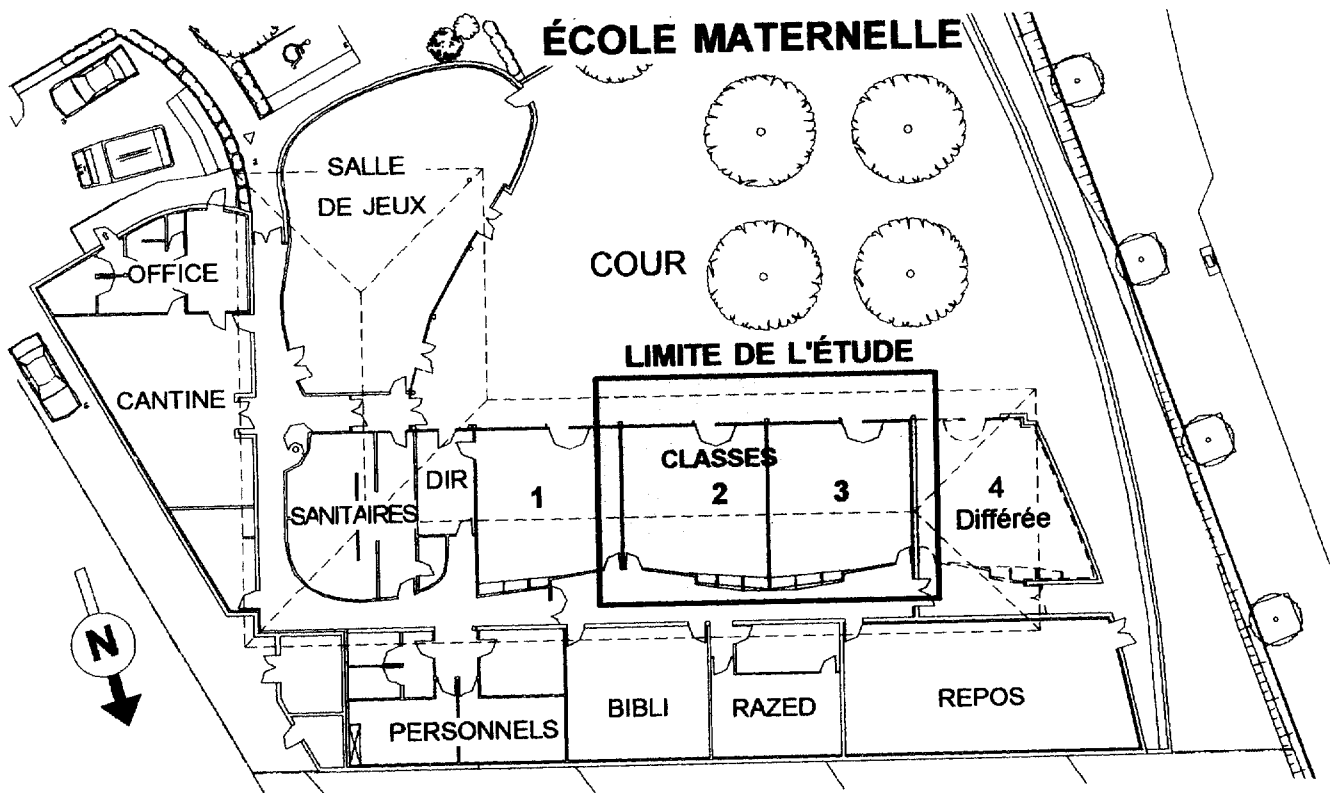 ÉCOLE MATERNELLE
SALLE
DE JEUX
OFFICE
COUR
LIMITE DE L'ÉTUDE
CANTINE
CLASSES
DIR
1
2
3
4
Différée
SANITAIRES
N
BIBLI
RAZED
REPOS
PERSONNELS